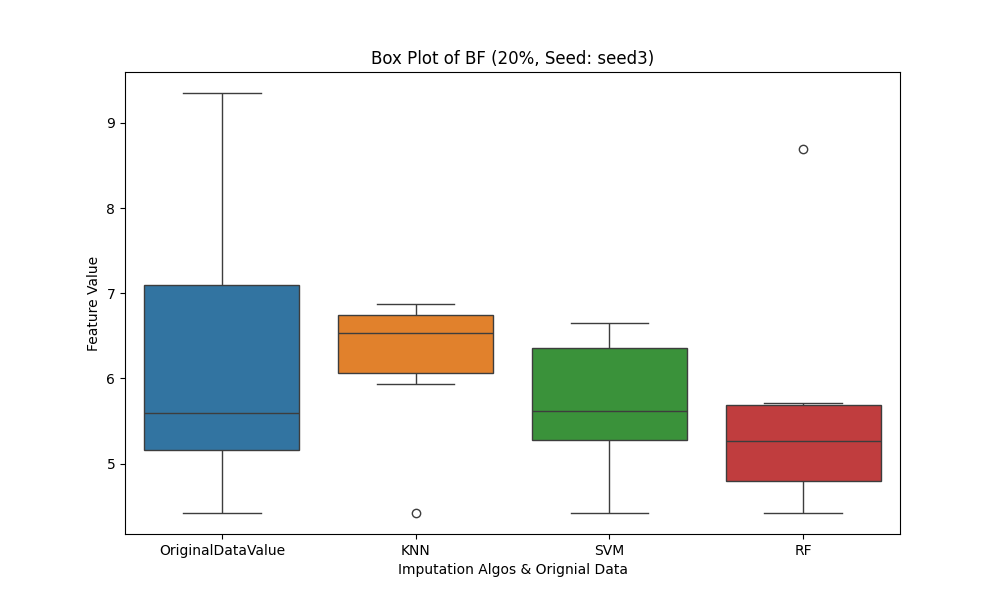 Box Plot of BF (20%, Seed: seed3)
Feature Value
9
8
7
6
5
OriginalDataValue KNN SVM RF
Imputation Algos & Orignial Data